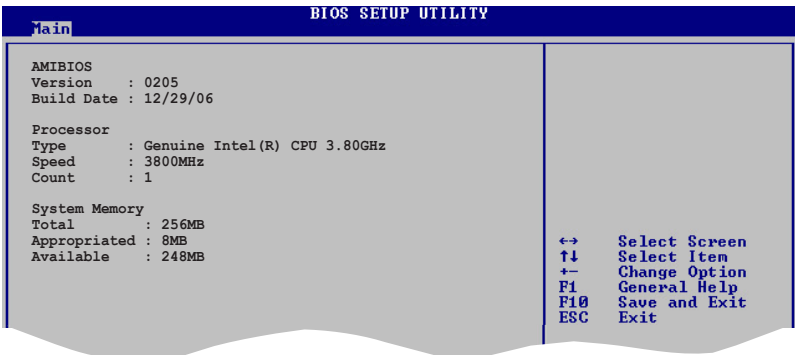 BIOS SETUP UTILITY
Main
AMIBIOS
Version : 0205
Build Date : 12/29/06
Processor
Type : Genuine Intel(R) CPU 3.80GHz
Speed : 3800MHz
Count : 1
System Memory
Total : 256MB
Appropriated : 8MB
Available : 248MB
←→ Select Screen
↑↓ Select Item
+- Change Option
F1 General Help
F10 Save and Exit
ESC Exit